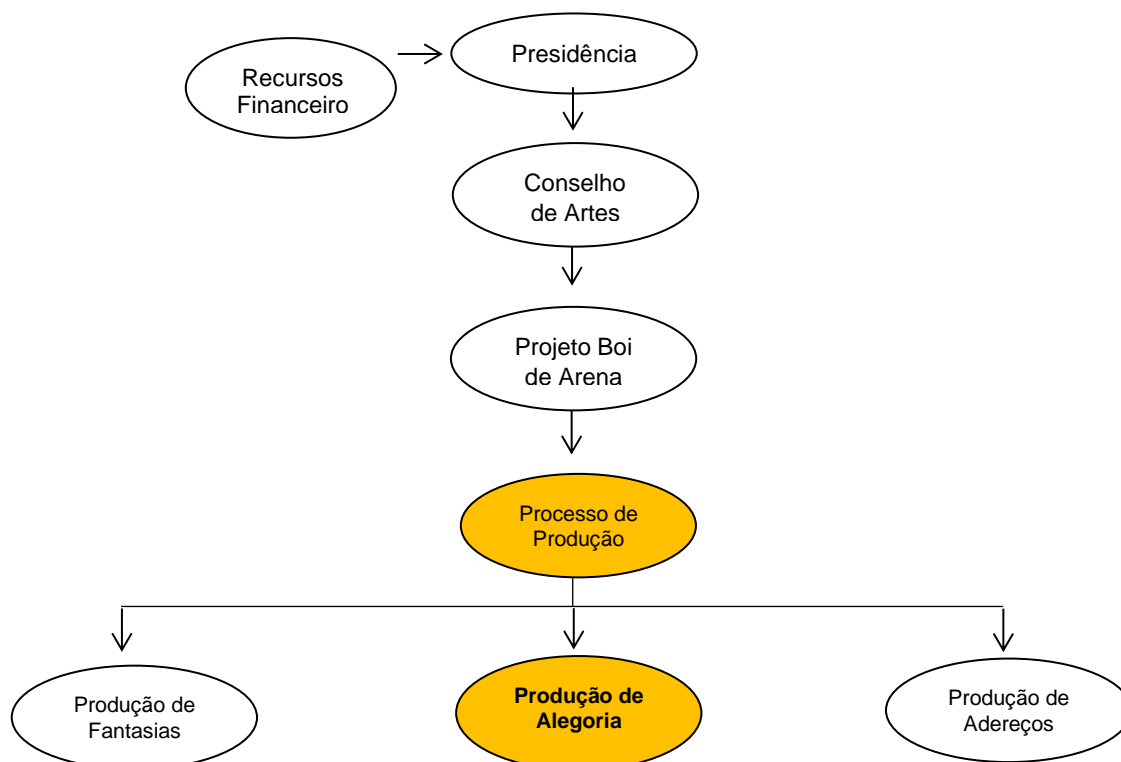 Presidência
Recursos
Financeiro
Conselho
de Artes
Projeto Boi
de Arena
Processo de
Produção
Produção de
Fantasias
Produção de
Alegoria
Produção de
Adereços